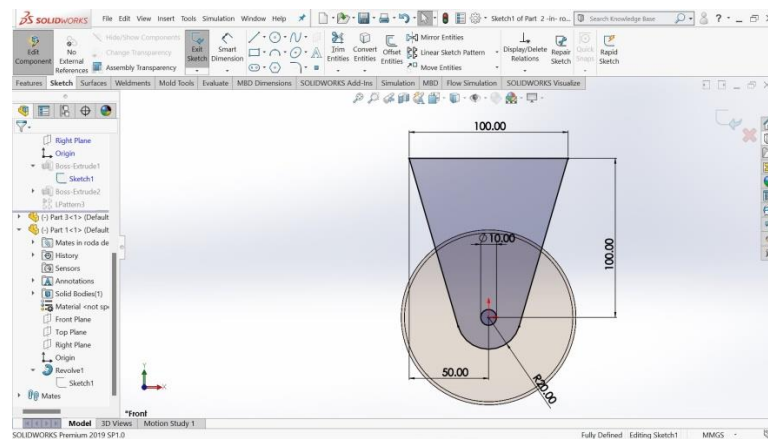 SOLIDWORKS File Edit View Insert Tools Simulation Window Help Sketch1 of Part 2 -in- ro... Search Knowledge Base
Edit Component
No External References
Hide/Show Components
Change Transparency
Assembly Transparency
Exit Sketch
Smart Dimension
Trim Entities
Convert Entities
Offset Entities
Mirror Entities
Linear Sketch Pattern
Move Entities
Display/Delete Relations
Repair Sketch
Quick Snaps
Rapid Sketch
Features Sketch Surfaces Weldments Mold Tools Evaluate MBD Dimensions SOLIDWORKS Add-Ins Simulation MBD Flow Simulation SOLIDWORKS Visualize
Right Plane
Origin
Boss-Extrude1
Sketch1
Boss-Extrude2
LPattern3
(-) Part 3<1> (Default
(-) Part 1<1> (Default
Mates in roda de
History
Sensors
Annotations
Solid Bodies(1)
Material <not sp
Front Plane
Top Plane
Right Plane
Origin
Revolve1
Sketch1
Mates
100.00
Ø10.00
100.00
50.00
R20.00
Y
X
*Front
Model 3D Views Motion Study 1
SOLIDWORKS Premium 2019 SP1.0 Fully Defined Editing Sketch1 MMGS